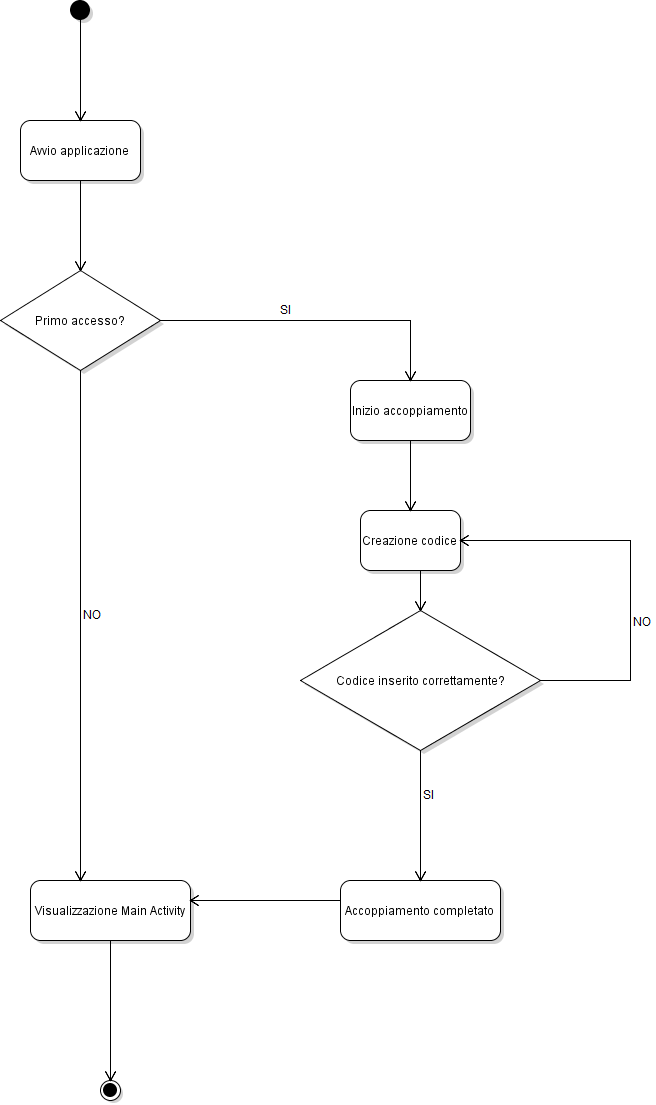 Avvio applicazione
Primo accesso?
SI
Inizio accoppiamento
Creazione codice
NO
NO
Codice inserito correttamente?
SI
Visualizzazione Main Activity
Accoppiamento completato